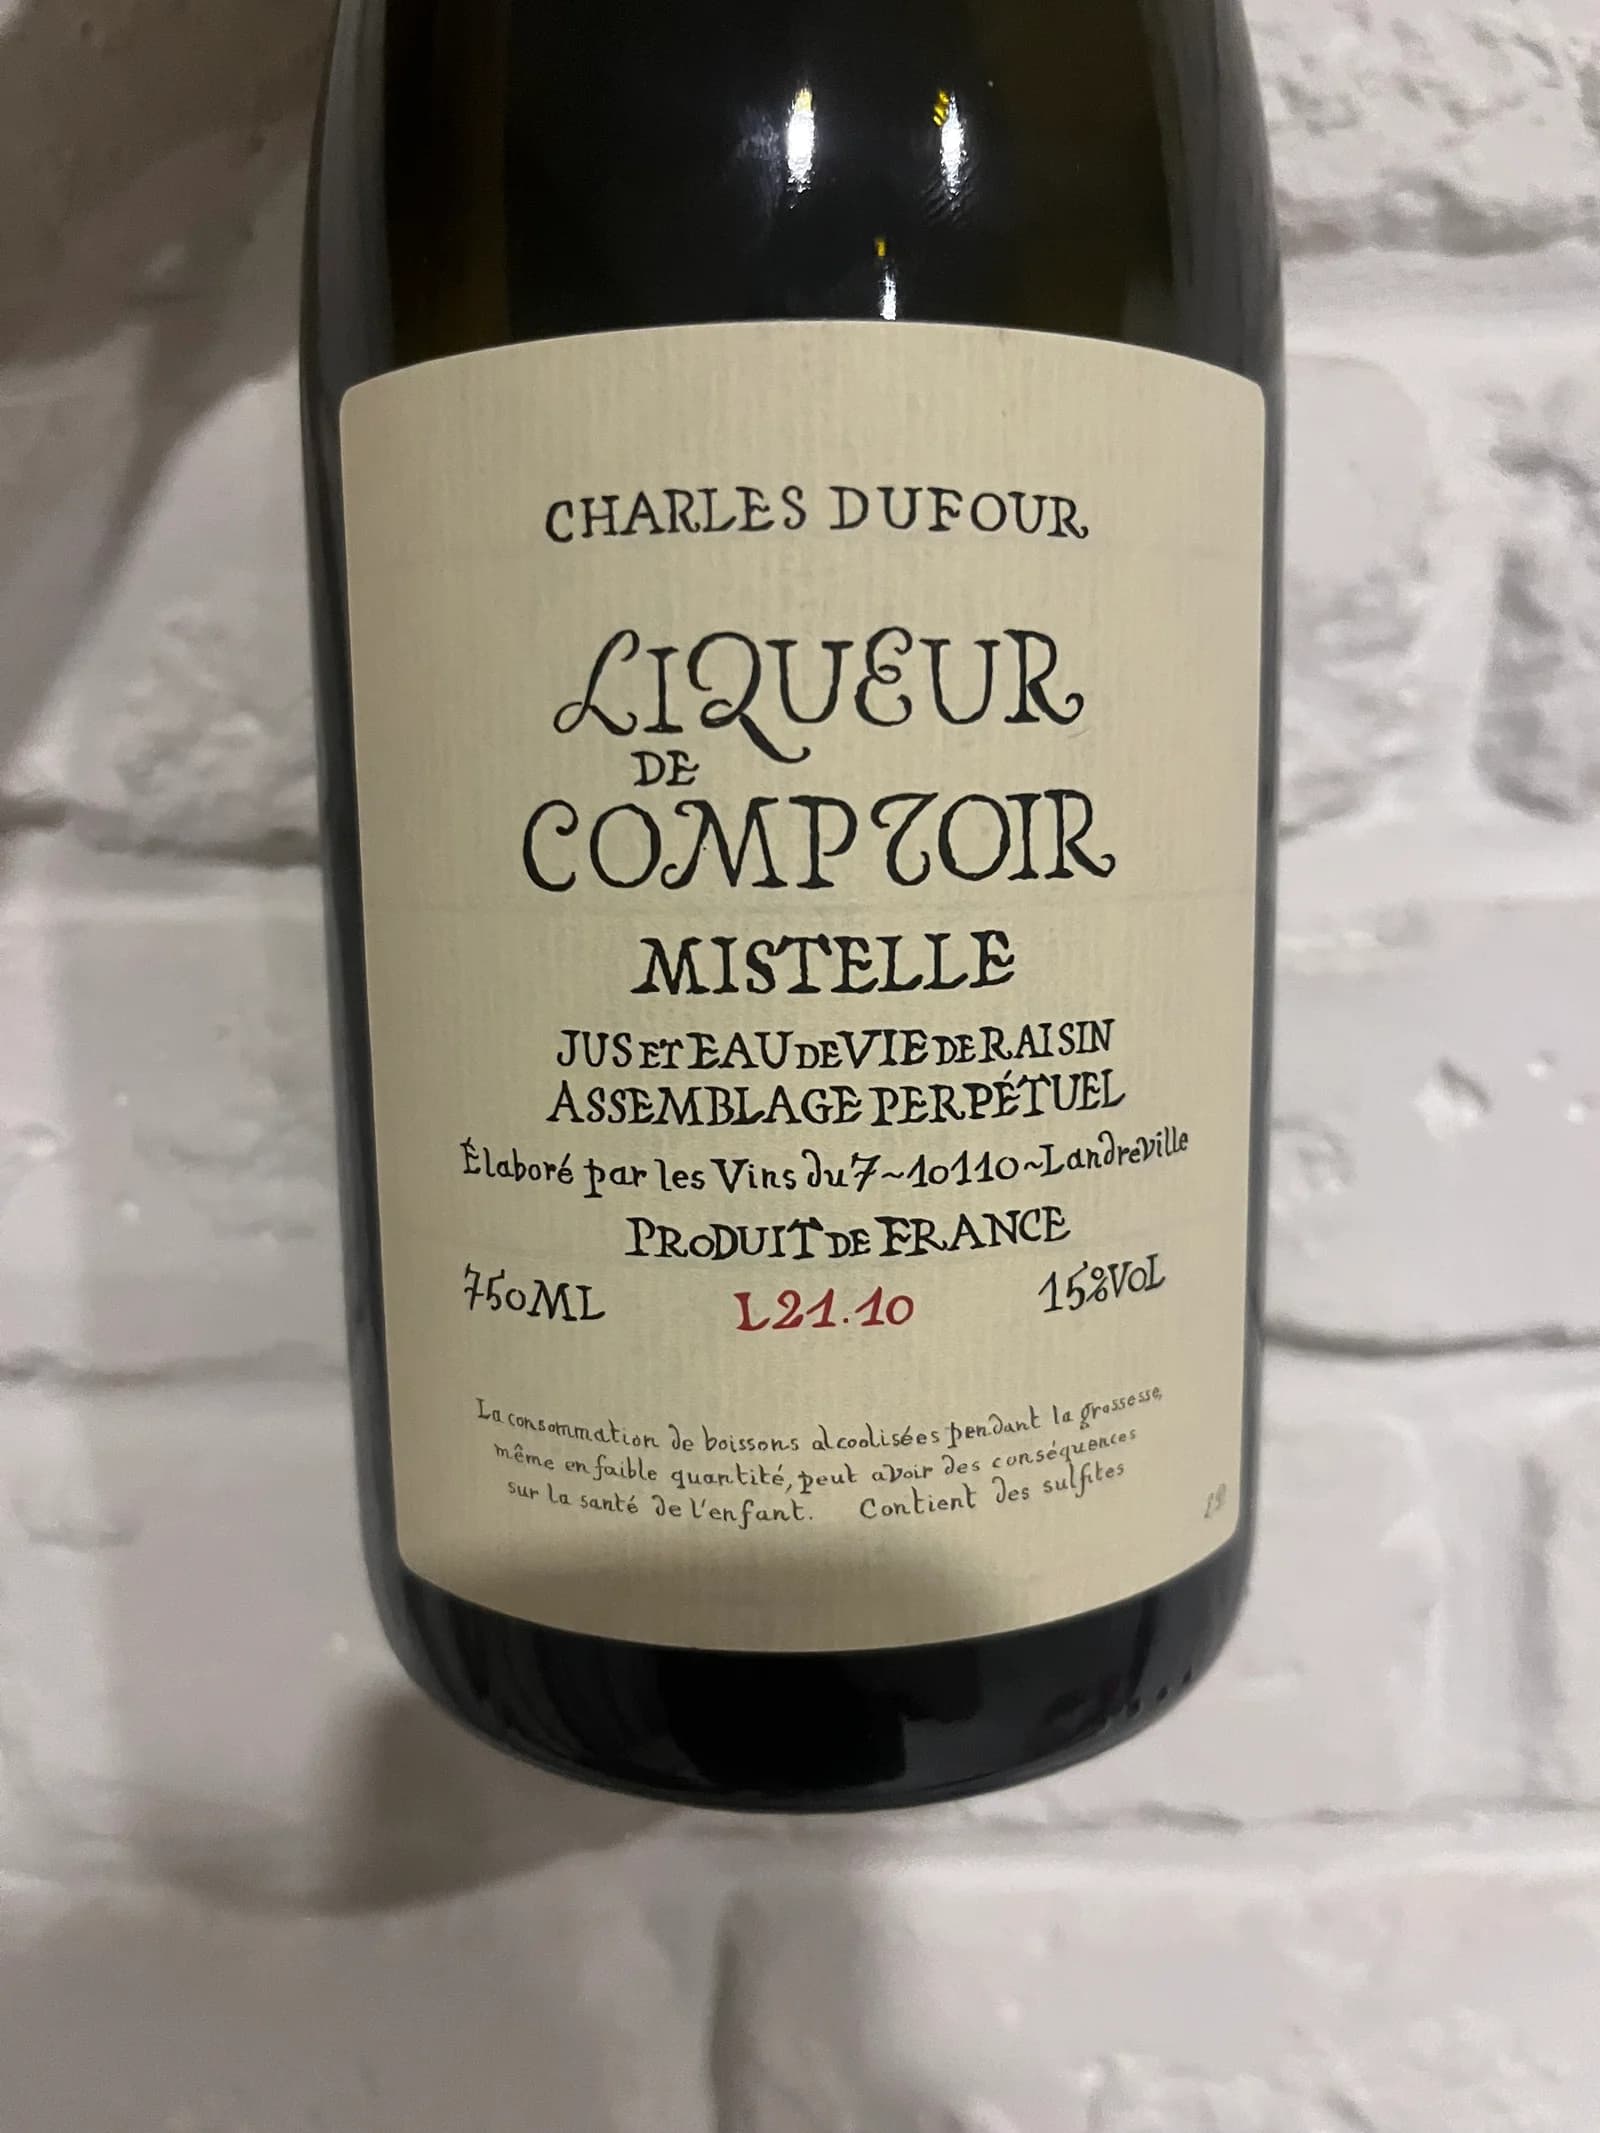 CHARLES DUFOUR
LIQUEUR
DE
COMPTOIR
MISTELLE
JUS ET EAU DE VIE DE RAISIN
ASSEMBLAGE PERPÉTUEL
Élaboré par les Vins du 7~10110~Landreville
PRODUIT DE FRANCE
750ML L21.10 15%VOL
La consommation de boissons alcoolisées pendant la grossesse,
même en faible quantité, peut avoir des conséquences
sur la santé de l'enfant. Contient des sulfites